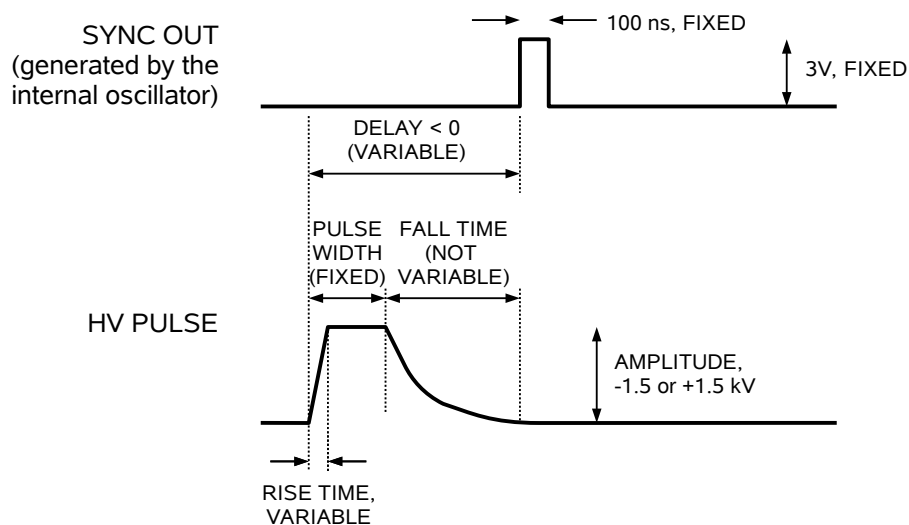 100 ns, FIXED
SYNC OUT
(generated by the
internal oscillator)
3V, FIXED
DELAY < 0
(VARIABLE)
PULSE
WIDTH
(FIXED)
FALL TIME
(NOT
VARIABLE)
HV PULSE
AMPLITUDE,
-1.5 or +1.5 kV
RISE TIME,
VARIABLE